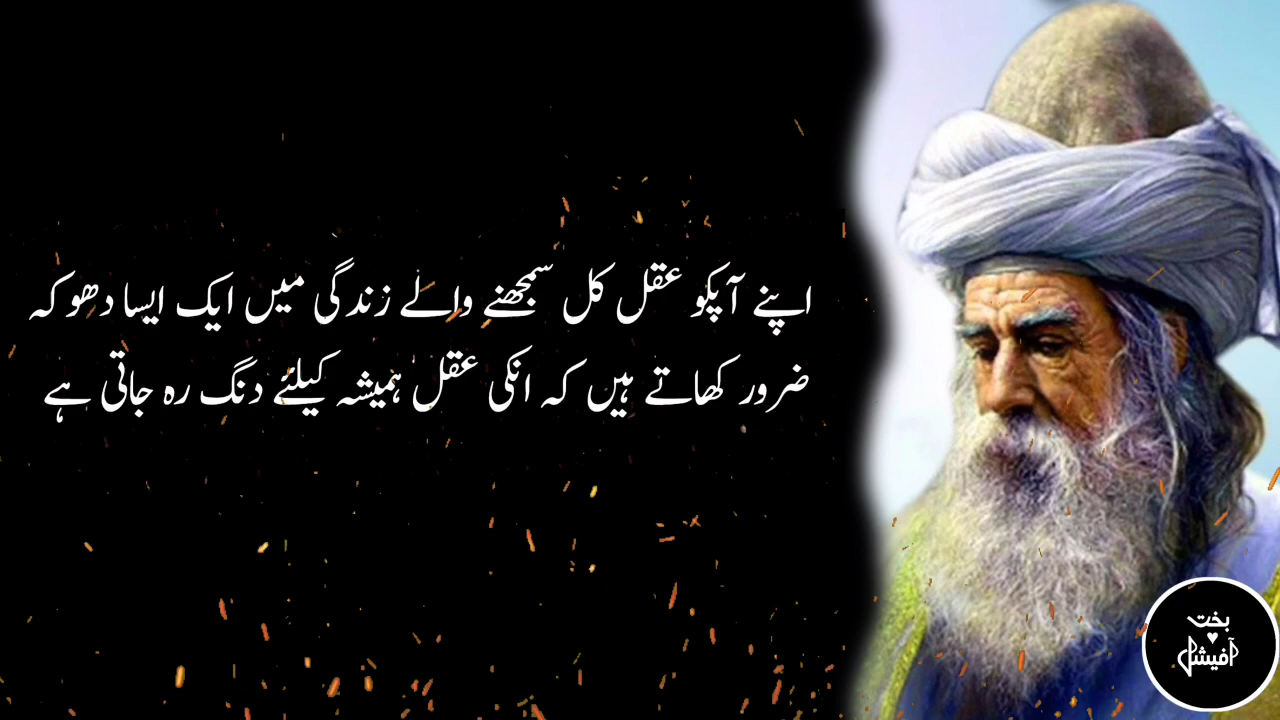 اپنے آپکو عقل کل سمجھنے والے زندگی میں ایک ایسا دھوکہ
ضرور کھاتے ہیں کہ انکی عقل ہمیشہ کیلئے دنگ رہ جاتی ہے
بخت
آفیشل